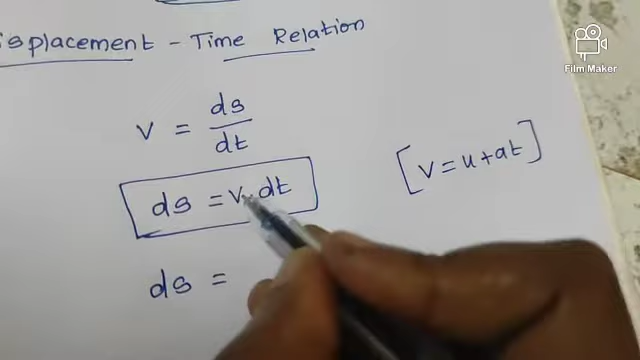 isplacement - Time Relation
v = ds/dt
[v = u + at]
ds = v. dt
ds =
Film Maker